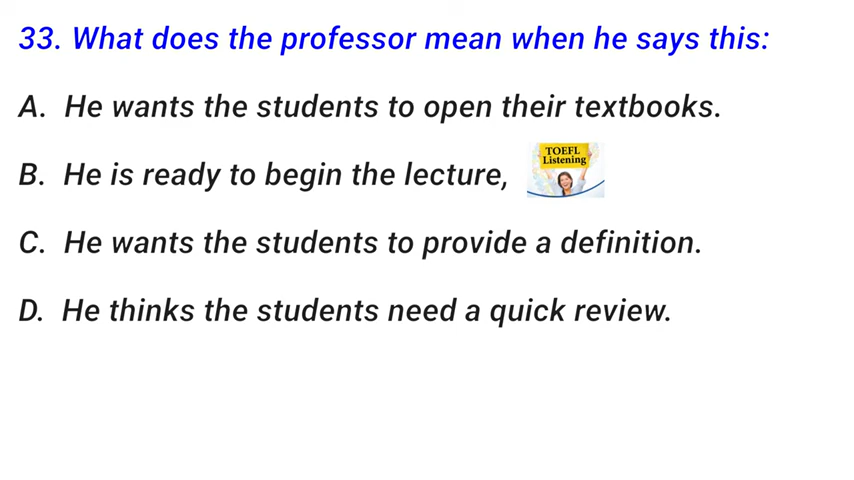 33. What does the professor mean when he says this:
A. He wants the students to open their textbooks.
B. He is ready to begin the lecture,
TOEFL
Listening
C. He wants the students to provide a definition.
D. He thinks the students need a quick review.